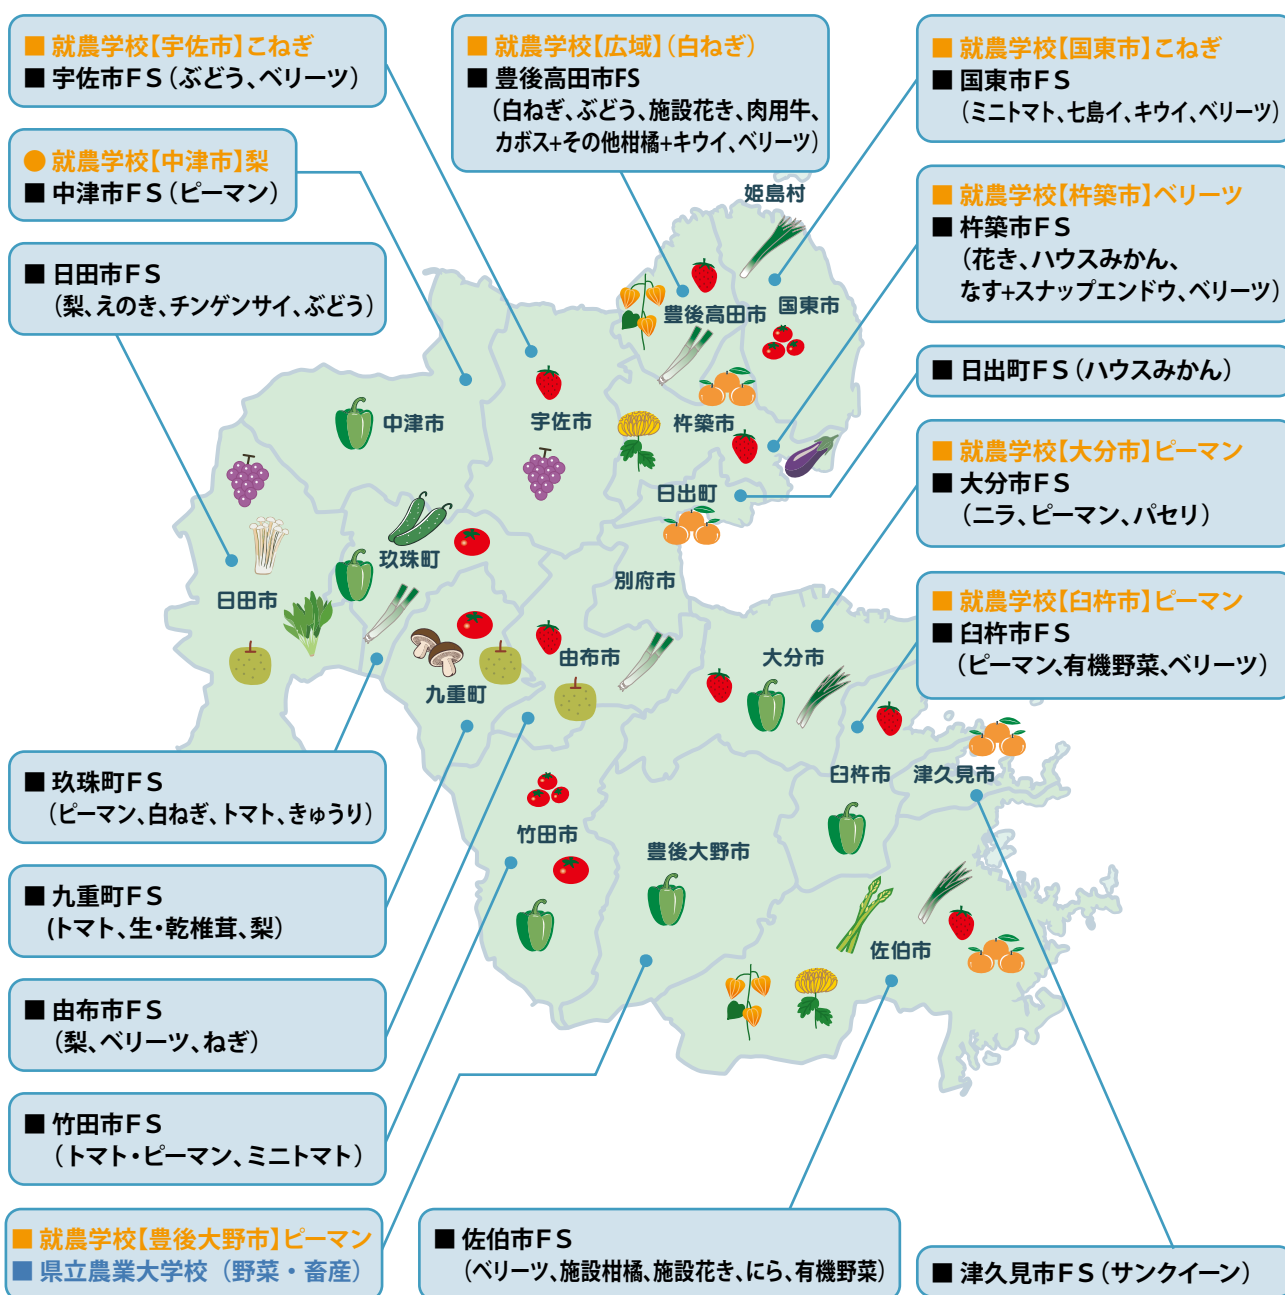 ■ 就農学校【宇佐市】こねぎ
■ 宇佐市ＦＳ（ぶどう、ベリーツ）
● 就農学校【中津市】梨
■ 中津市ＦＳ（ピーマン）
■ 日田市ＦＳ
（梨、えのき、チンゲンサイ、ぶどう）
■ 就農学校【広域】（白ねぎ）
■ 豊後高田市FS
（白ねぎ、ぶどう、施設花き、肉用牛、
カボス+その他柑橘+キウイ、ベリーツ）
■ 就農学校【国東市】こねぎ
■ 国東市ＦＳ
（ミニトマト、七島イ、キウイ、ベリーツ）
■ 就農学校【杵築市】ベリーツ
■ 杵築市ＦＳ
（花き、ハウスみかん、
なす+スナップエンドウ、ベリーツ）
■ 日出町ＦＳ（ハウスみかん）
■ 就農学校【大分市】ピーマン
■ 大分市ＦＳ
（ニラ、ピーマン、パセリ）
■ 就農学校【臼杵市】ピーマン
■ 臼杵市ＦＳ
（ピーマン、有機野菜、ベリーツ）
姫島村
豊後高田市
国東市
中津市
宇佐市
杵築市
日出町
玖珠町
別府市
日田市
由布市
大分市
九重町
臼杵市
津久見市
竹田市
豊後大野市
佐伯市
■ 玖珠町ＦＳ
（ピーマン、白ねぎ、トマト、きゅうり）
■ 九重町ＦＳ
(トマト、生・乾椎茸、梨）
■ 由布市ＦＳ
（梨、ベリーツ、ねぎ）
■ 竹田市ＦＳ
（トマト・ピーマン、ミニトマト）
■ 就農学校【豊後大野市】ピーマン
■ 県立農業大学校（野菜・畜産）
■ 佐伯市ＦＳ
（ベリーツ、施設柑橘、施設花き、にら、有機野菜）
■ 津久見市ＦＳ（サンクイーン）